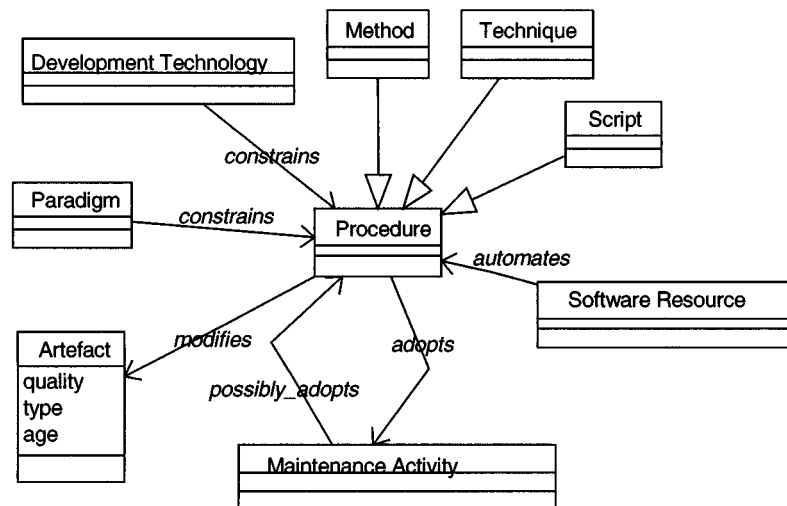 Method
Technique
Development Technology
Script
constrains
Paradigm
constrains
Procedure
automates
Software Resource
Artefact
modifies
adopts
quality
type
age
possibly_adopts
Maintenance Activity